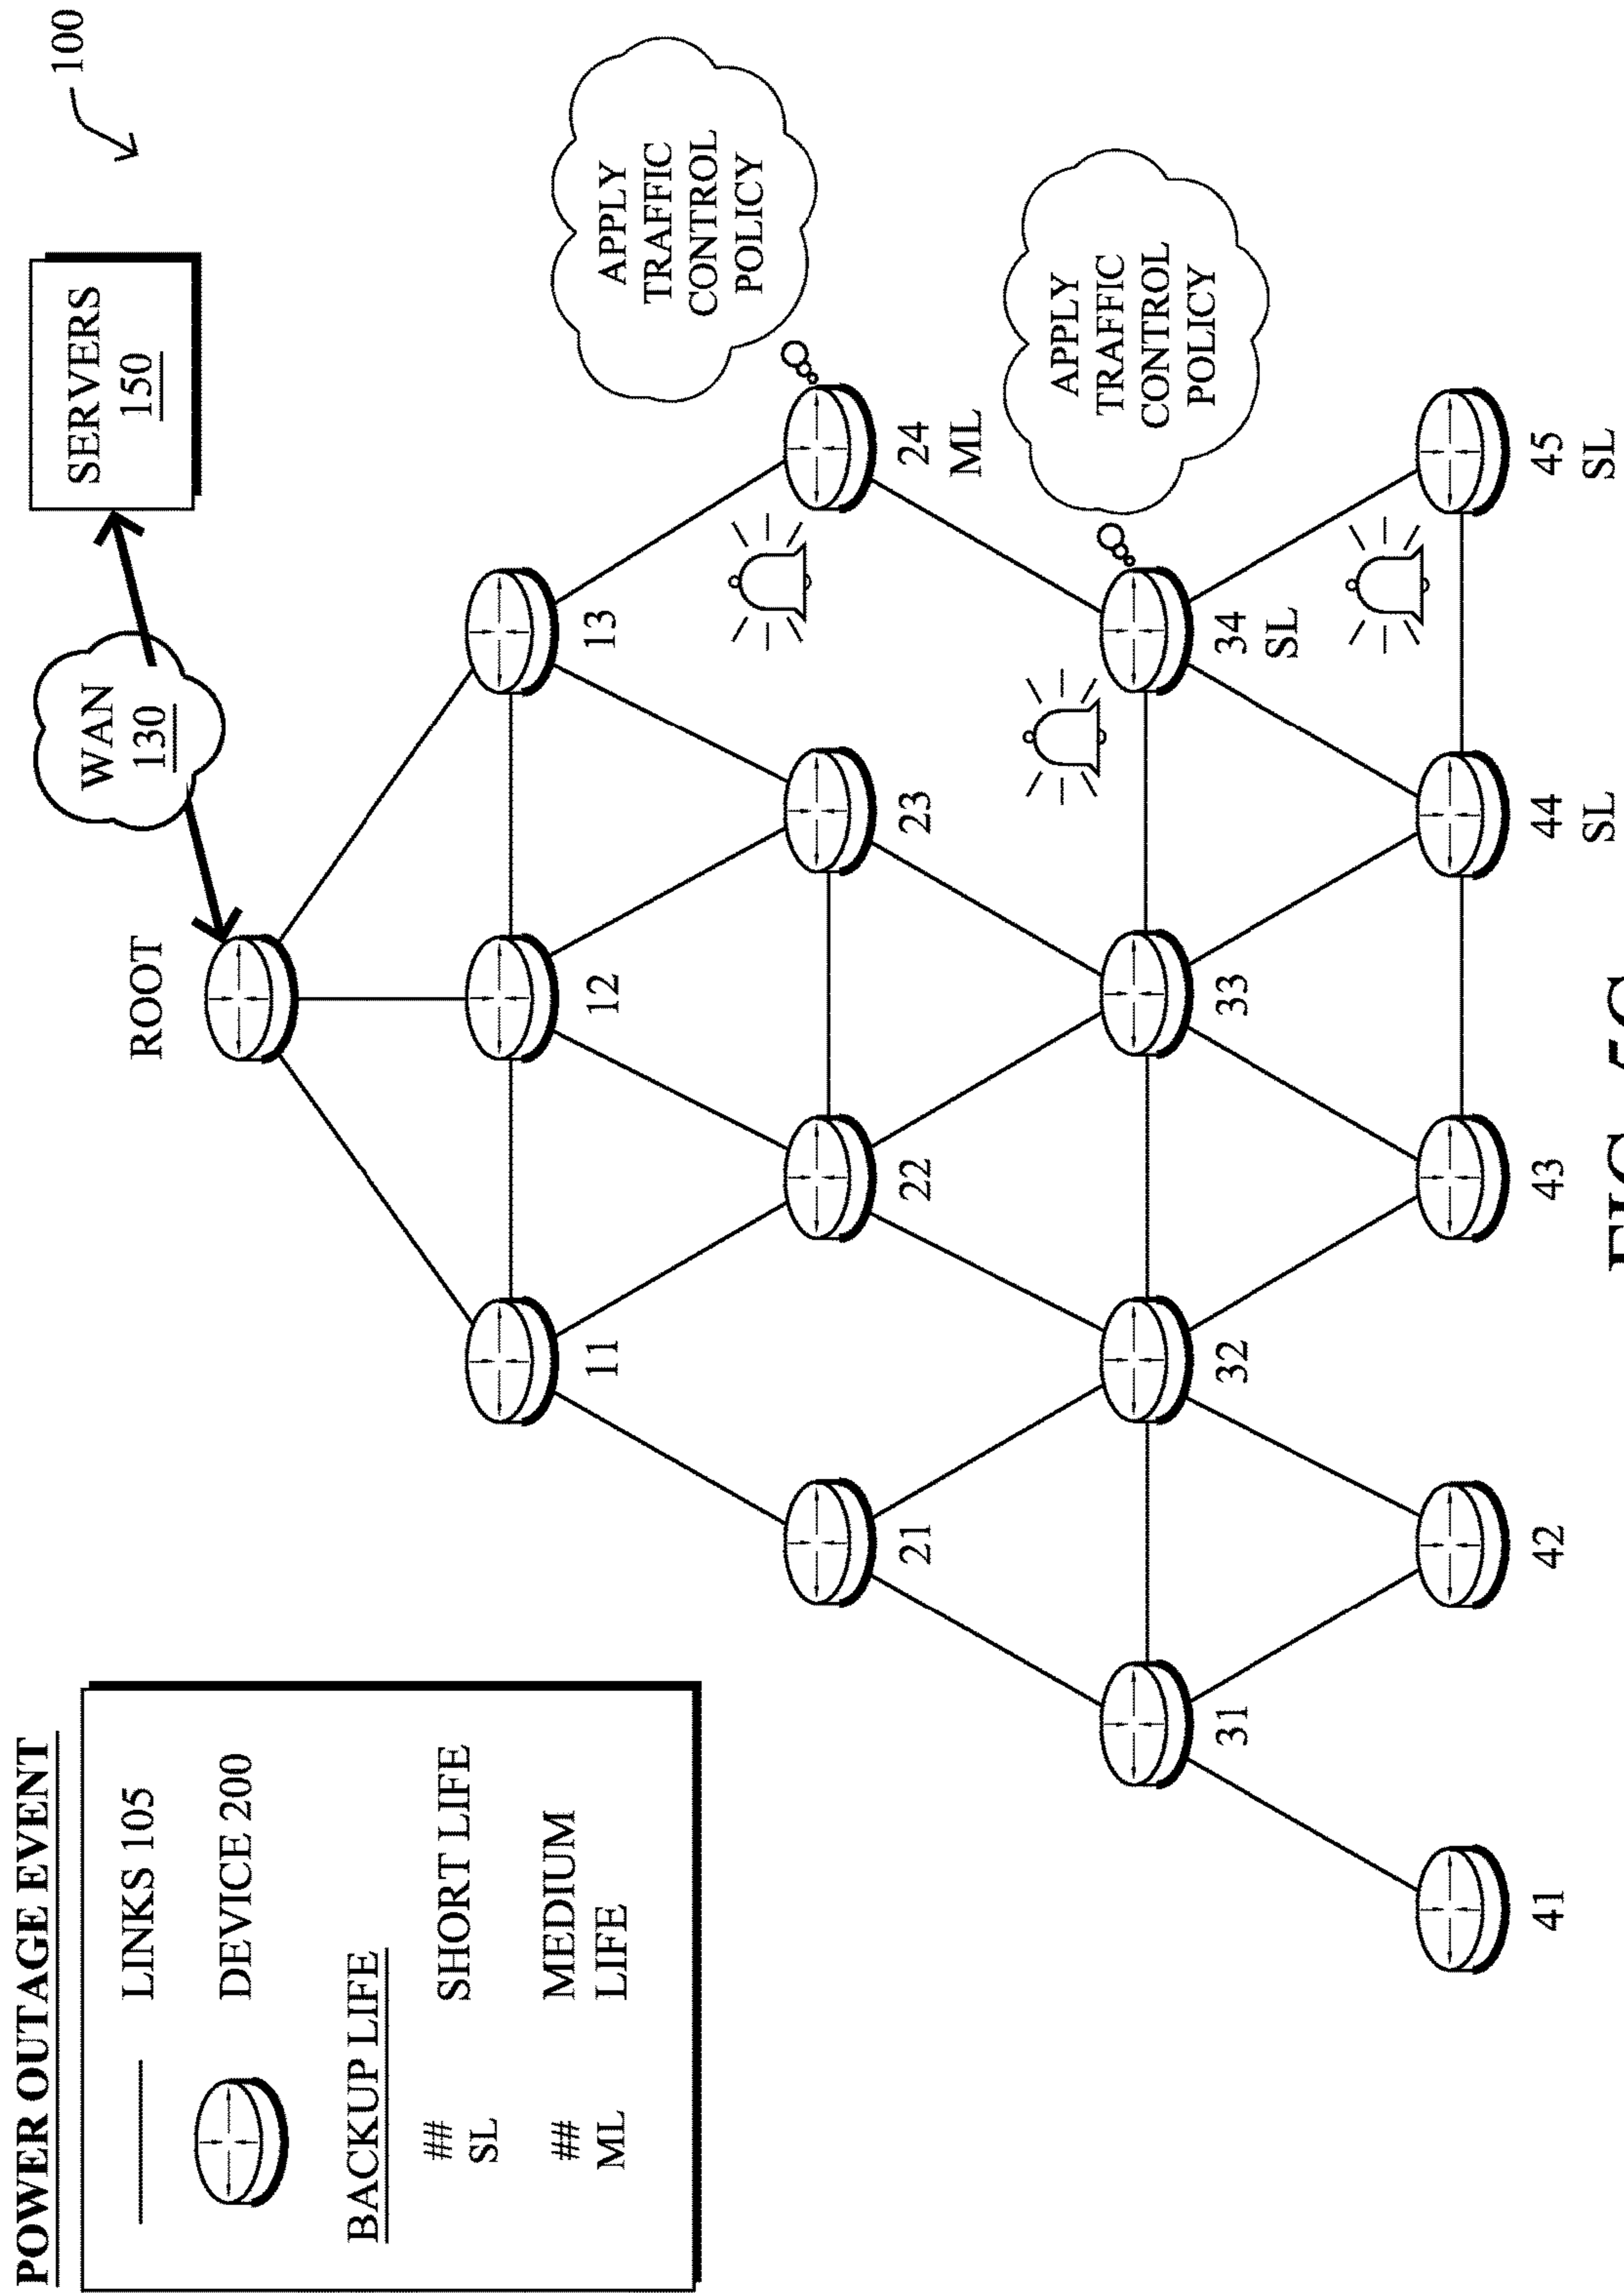 POWER OUTAGE EVENT
LINKS 105
DEVICE 200
BACKUP LIFE
##
SL
SHORT LIFE
##
ML
MEDIUM
LIFE
100
SERVERS
150
WAN
130
ROOT
11
12
13
APPLY
TRAFFIC
CONTROL
POLICY
21
22
23
24
ML
APPLY
TRAFFIC
CONTROL
POLICY
31
32
33
34
SL
41
42
43
44
SL
45
SL
FIG. 5C